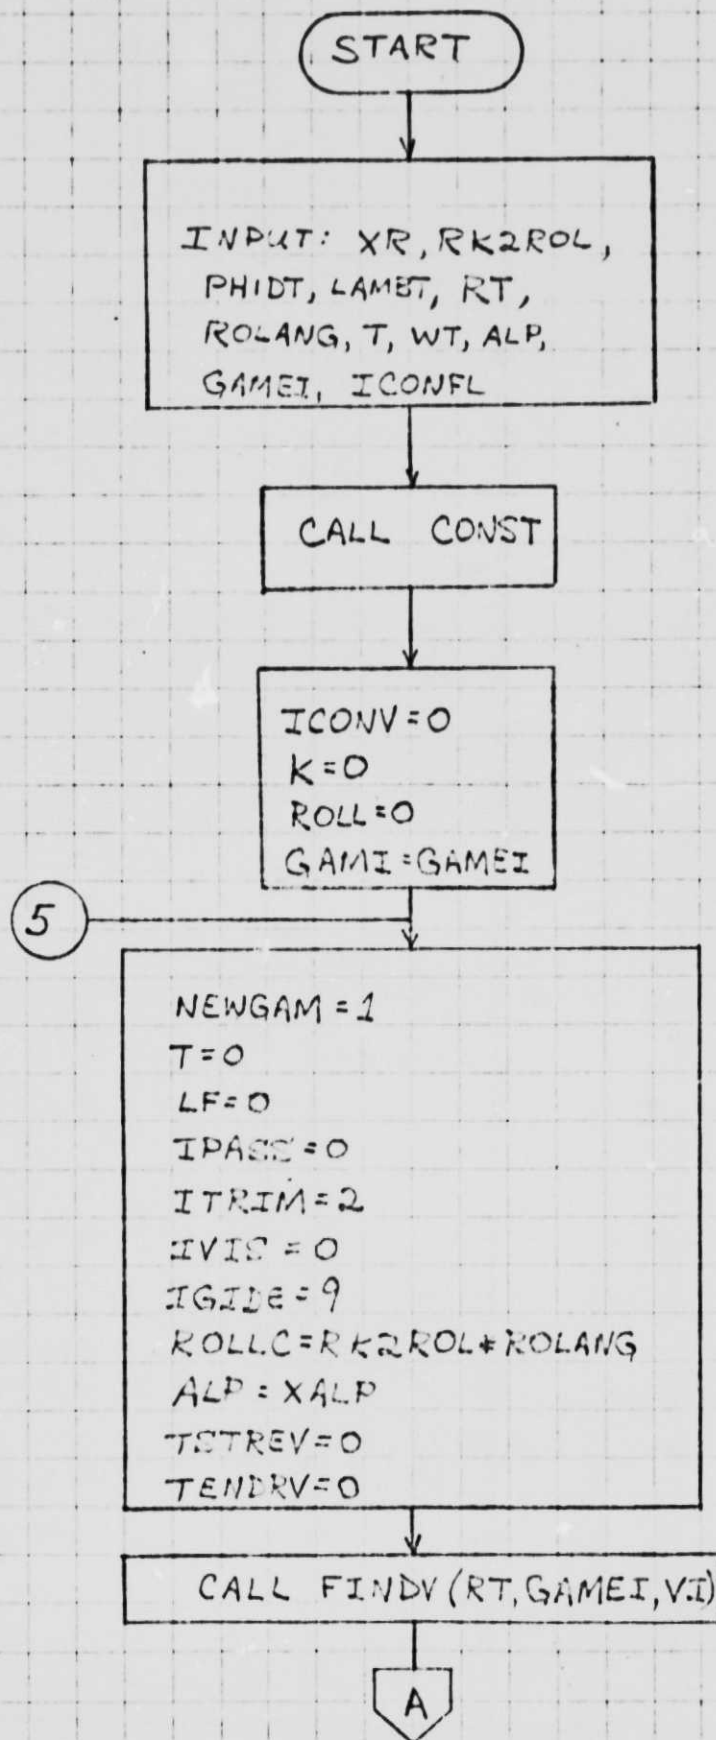 START
INPUT: XR, RK2ROL,
PHIDT, LAMBT, RT,
ROLANG, T, WT, ALP,
GAMEI, ICONFL
CALL CONST
ICONV=0
K=0
ROLL=0
GAMI=GAMEI
5
NEWGAM=1
T=0
LF=0
IPASS=0
ITRIM=2
IVIS=0
IGIDE=9
ROLLC=RK2ROL*ROLANG
ALP=XALP
TSTREV=0
TENDRV=0
CALL FINDV(RT,GAMEI,VI)
A